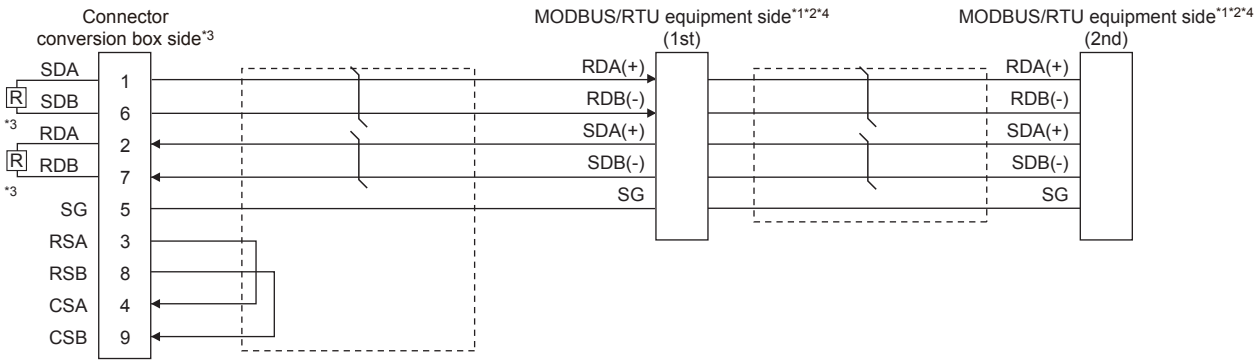 Connector
conversion box side*3
MODBUS/RTU equipment side*1*2*4
(1st)
MODBUS/RTU equipment side*1*2*4
(2nd)
SDA 1 RDA(+) RDA(+)
R
SDB 6 RDB(-) RDB(-)
*3
RDA 2 SDA(+) SDA(+)
R
RDB 7 SDB(-) SDB(-)
*3
SG 5 SG SG
RSA 3
RSB 8
CSA 4
CSB 9